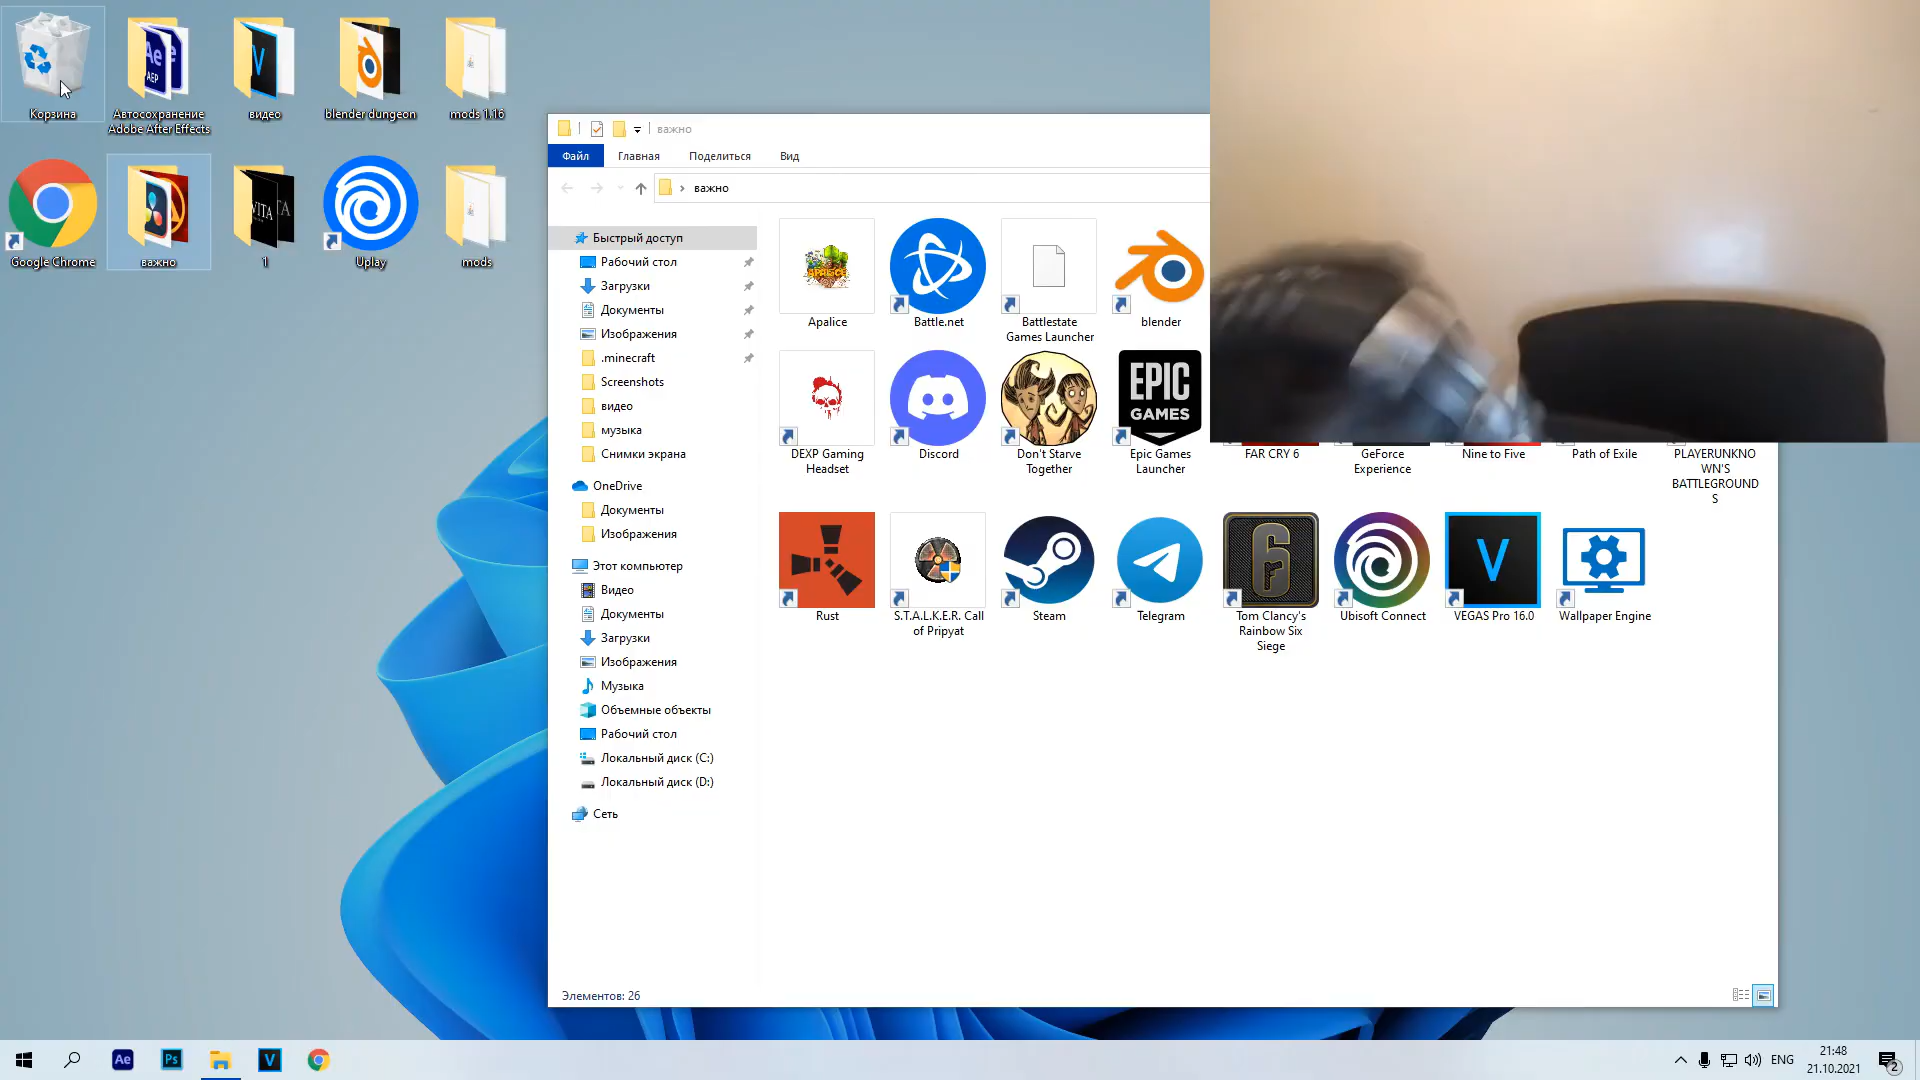 Корзина
Автосохранение
Adobe After Effects
видео
blender dungeon
mods 1.16
Google Chrome
важно
1
Uplay
mods
важно
Файл
Главная
Поделиться
Вид
важно
Быстрый доступ
Рабочий стол
Загрузки
Документы
Изображения
.minecraft
Screenshots
видео
музыка
Снимки экрана
OneDrive
Документы
Изображения
Этот компьютер
Видео
Документы
Загрузки
Изображения
Музыка
Объемные объекты
Рабочий стол
Локальный диск (C:)
Локальный диск (D:)
Сеть
Apalice
Battle.net
Battlestate
Games Launcher
blender
EPIC
GAMES
DEXP Gaming
Headset
Discord
Don't Starve
Together
Epic Games
Launcher
FAR CRY 6
GeForce
Experience
Nine to Five
Path of Exile
PLAYERUNKNO
WN'S
BATTLEGROUND
S
Rust
S.T.A.L.K.E.R. Call
of Pripyat
Steam
Telegram
Tom Clancy's
Rainbow Six
Siege
Ubisoft Connect
VEGAS Pro 16.0
Wallpaper Engine
Элементов: 26
Ae
Ps
V
ENG
21:48
21.10.2021
2